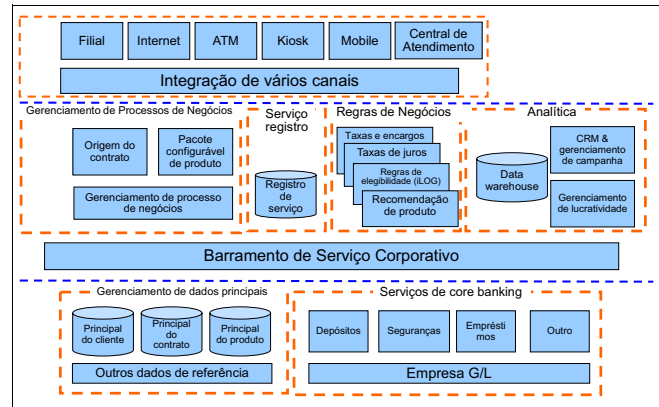 Filial
Internet
ATM
Kiosk
Mobile
Central de
Atendimento
Integração de vários canais
Gerenciamento de Processos de Negócios
Origem do
contrato
Pacote
configurável
de produto
Gerenciamento de processo
de negócios
Serviço
registro
Registro
de
serviço
Regras de Negócios
Taxas e encargos
Taxas de juros
Regras de
elegibilidade (iLOG)
Recomendação
de produto
Analítica
Data
warehouse
CRM &
gerenciamento
de campanha
Gerenciamento
de lucratividade
Barramento de Serviço Corporativo
Gerenciamento de dados principais
Principal
do cliente
Principal
do
contrato
Principal
do produto
Outros dados de referência
Serviços de core banking
Depósitos
Seguranças
Emprésti
mos
Outro
Empresa G/L